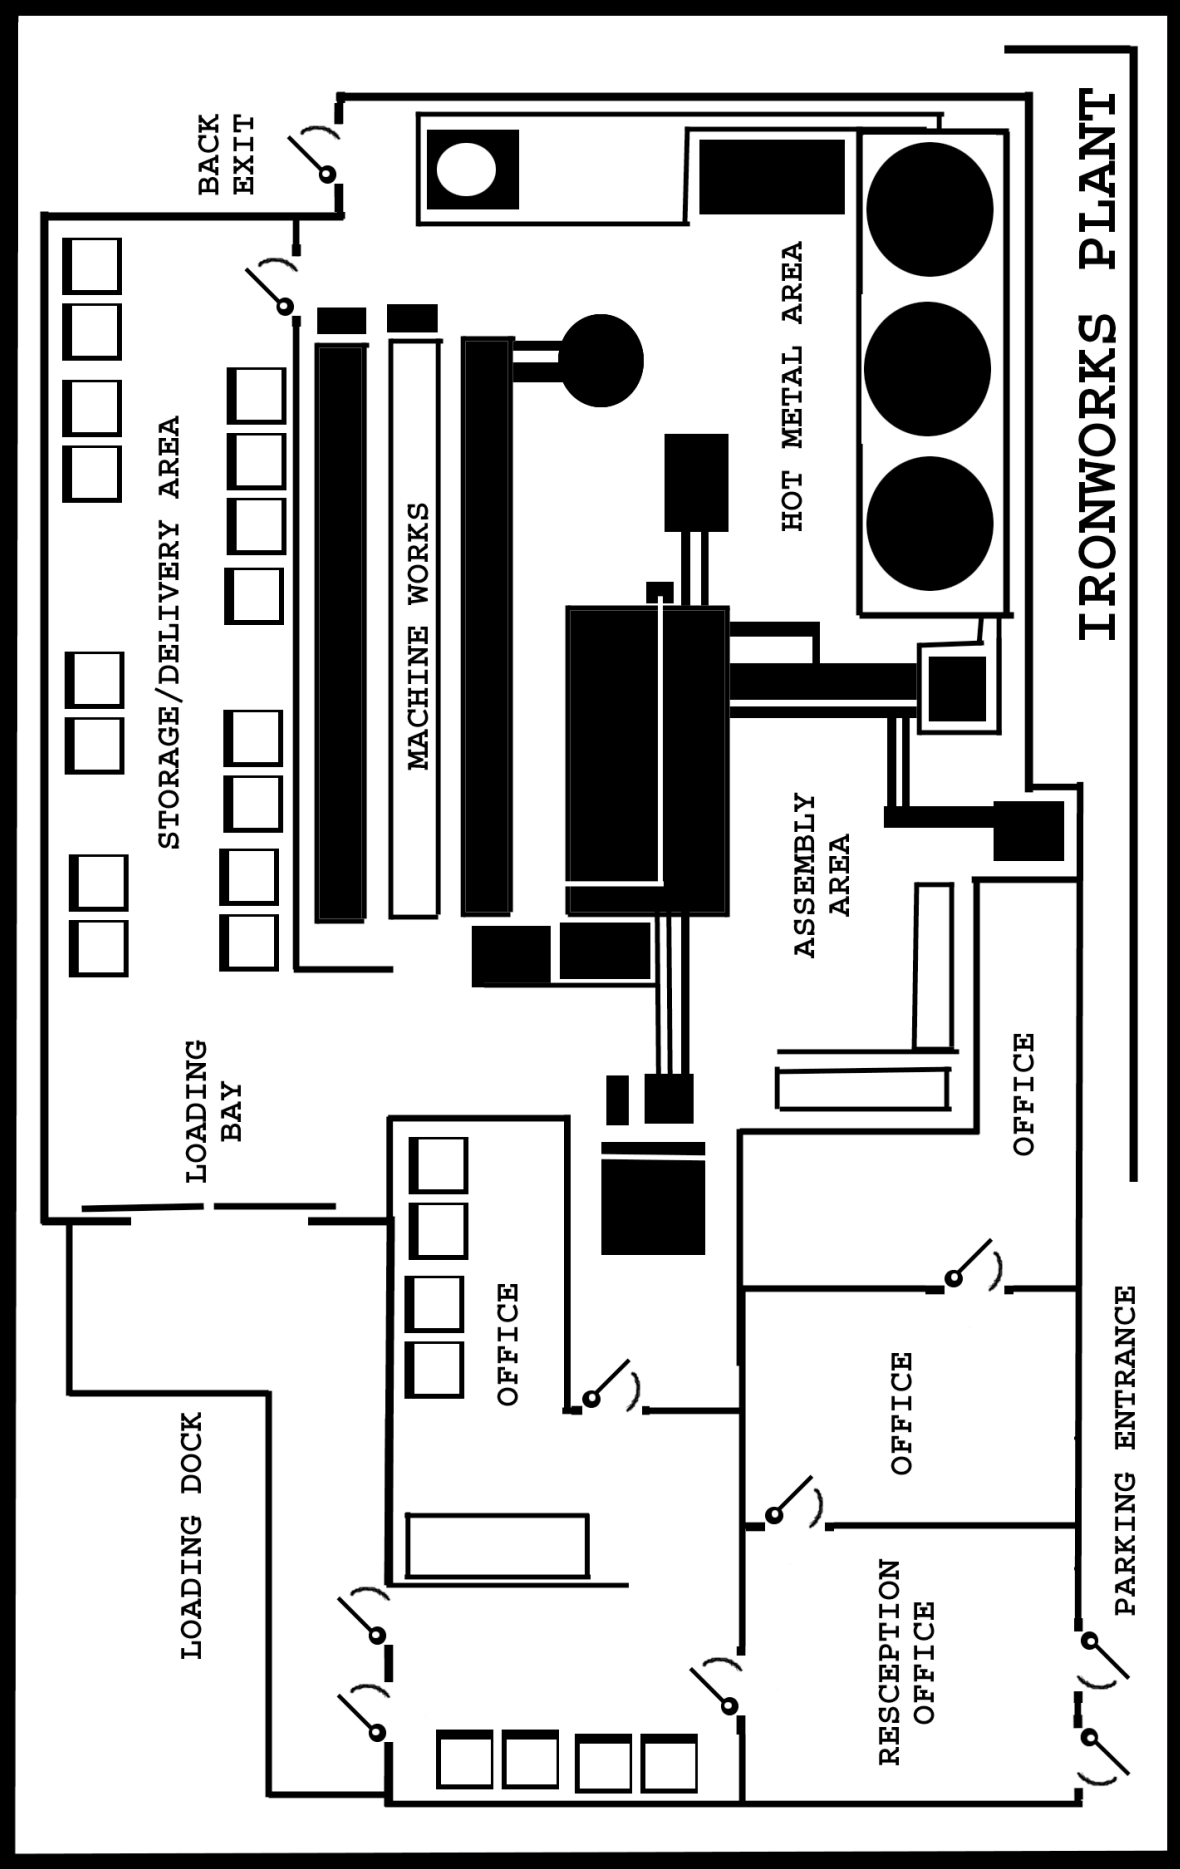 IRONWORKS PLANT
BACK
EXIT
STORAGE/DELIVERY AREA
MACHINE WORKS
HOT METAL AREA
ASSEMBLY
AREA
LOADING
BAY
OFFICE
OFFICE
OFFICE
LOADING DOCK
RESCEPTION
OFFICE
PARKING ENTRANCE